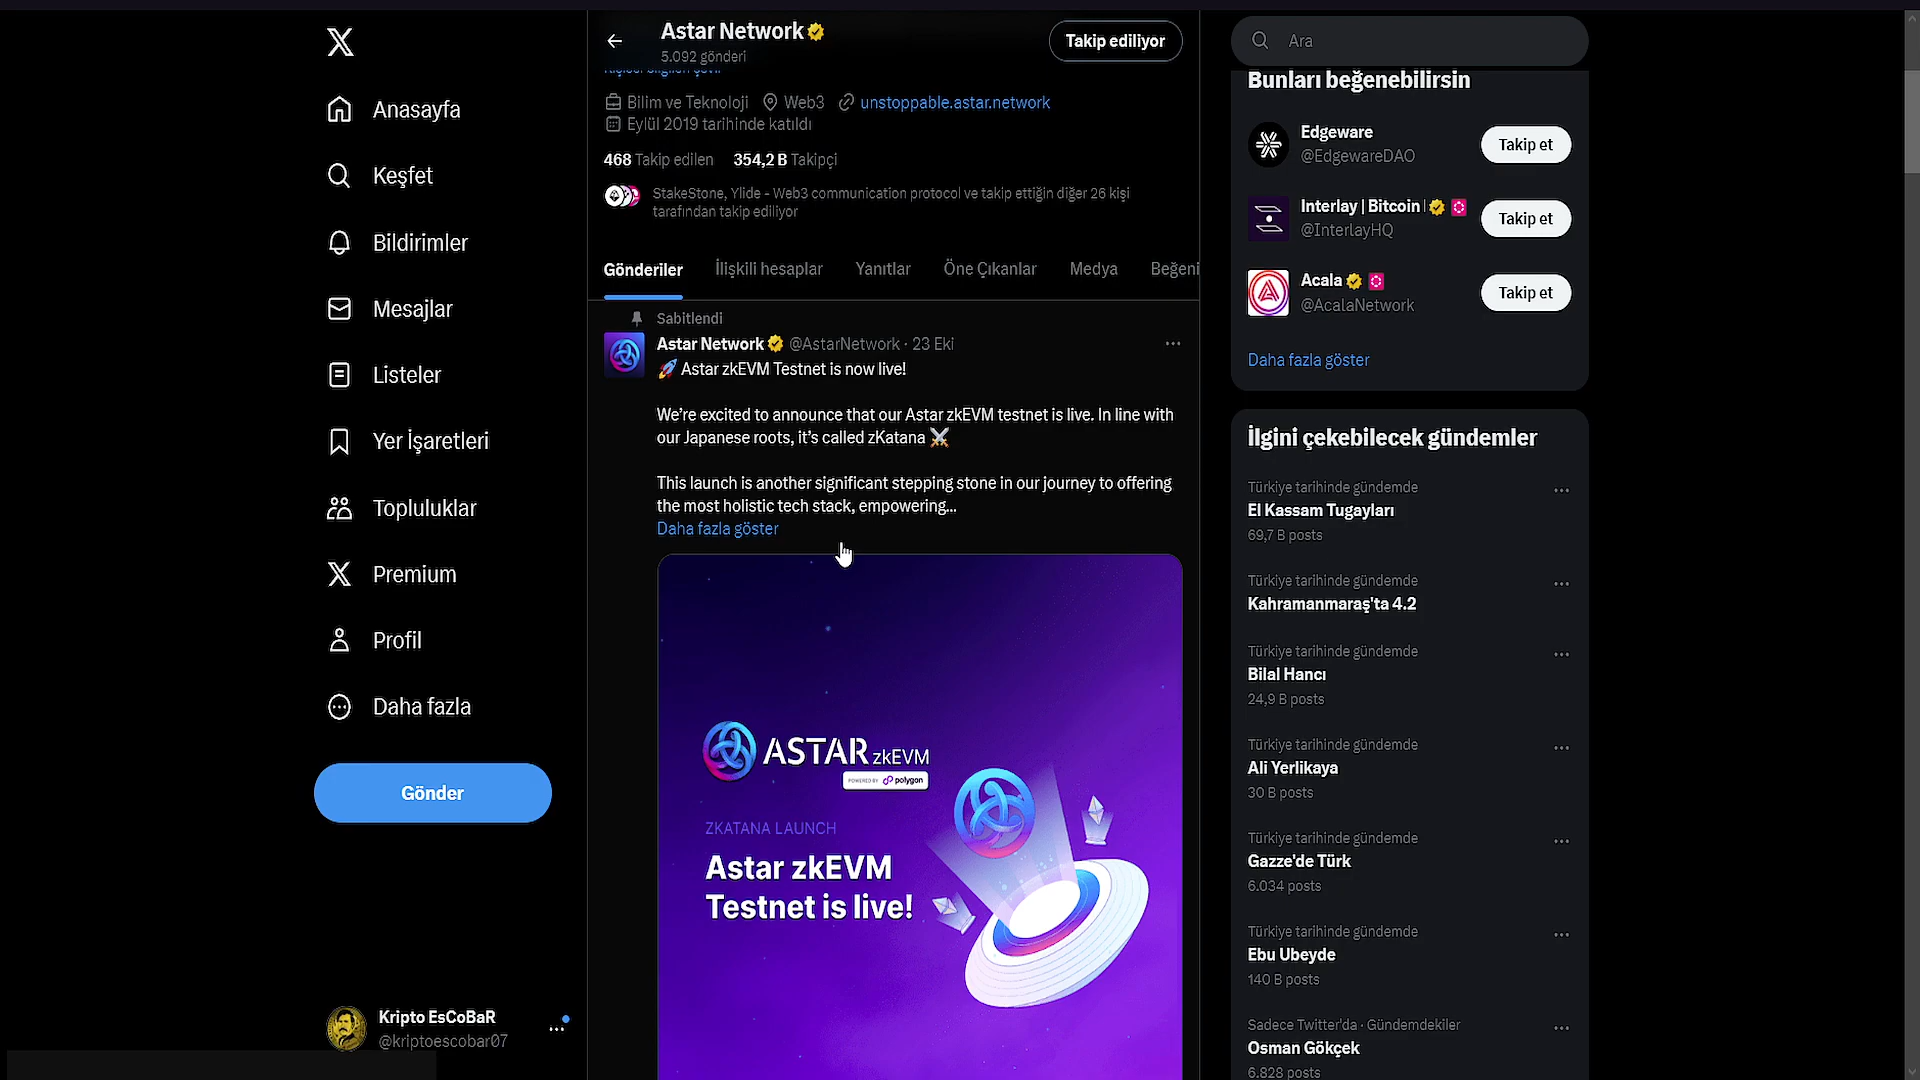 Anasayfa
Keşfet
Bildirimler
Mesajlar
Listeler
Yer İşaretleri
Topluluklar
Premium
Profil
Daha fazla
Gönder
Kripto EsCoBaR
@kriptoescobar07
Astar Network
5.092 gönderi
Takip ediliyor
Bilim ve Teknoloji Web3 unstoppable.astar.network
Eylül 2019 tarihinde katıldı
468 Takip edilen 354,2 B Takipçi
StakeStone, Ylide - Web3 communication protocol ve takip ettiğin diğer 26 kişi
tarafından takip ediliyor
Gönderiler İlişkili hesaplar Yanıtlar Öne Çıkanlar Medya Beğeni
Sabitlendi
Astar Network @AstarNetwork · 23 Eki
🚀 Astar zkEVM Testnet is now live!
We’re excited to announce that our Astar zkEVM testnet is live. In line with
our Japanese roots, it’s called zKatana ⚔️
This launch is another significant stepping stone in our journey to offering
the most holistic tech stack, empowering...
Daha fazla göster
ASTAR zkEVM
POWERED BY polygon
ZKATANA LAUNCH
Astar zkEVM
Testnet is live!
Ara
Bunları beğenebilirsin
Edgeware
@EdgewareDAO
Takip et
Interlay | Bitcoin
@InterlayHQ
Takip et
Acala
@AcalaNetwork
Takip et
Daha fazla göster
İlgini çekebilecek gündemler
Türkiye tarihinde gündemde
El Kassam Tugayları
69,7 B posts
Türkiye tarihinde gündemde
Kahramanmaraş'ta 4.2
Türkiye tarihinde gündemde
Bilal Hancı
24,9 B posts
Türkiye tarihinde gündemde
Ali Yerlikaya
30 B posts
Türkiye tarihinde gündemde
Gazze'de Türk
6.034 posts
Türkiye tarihinde gündemde
Ebu Ubeyde
140 B posts
Sadece Twitter'da · Gündemdekiler
Osman Gökçek
6.828 posts